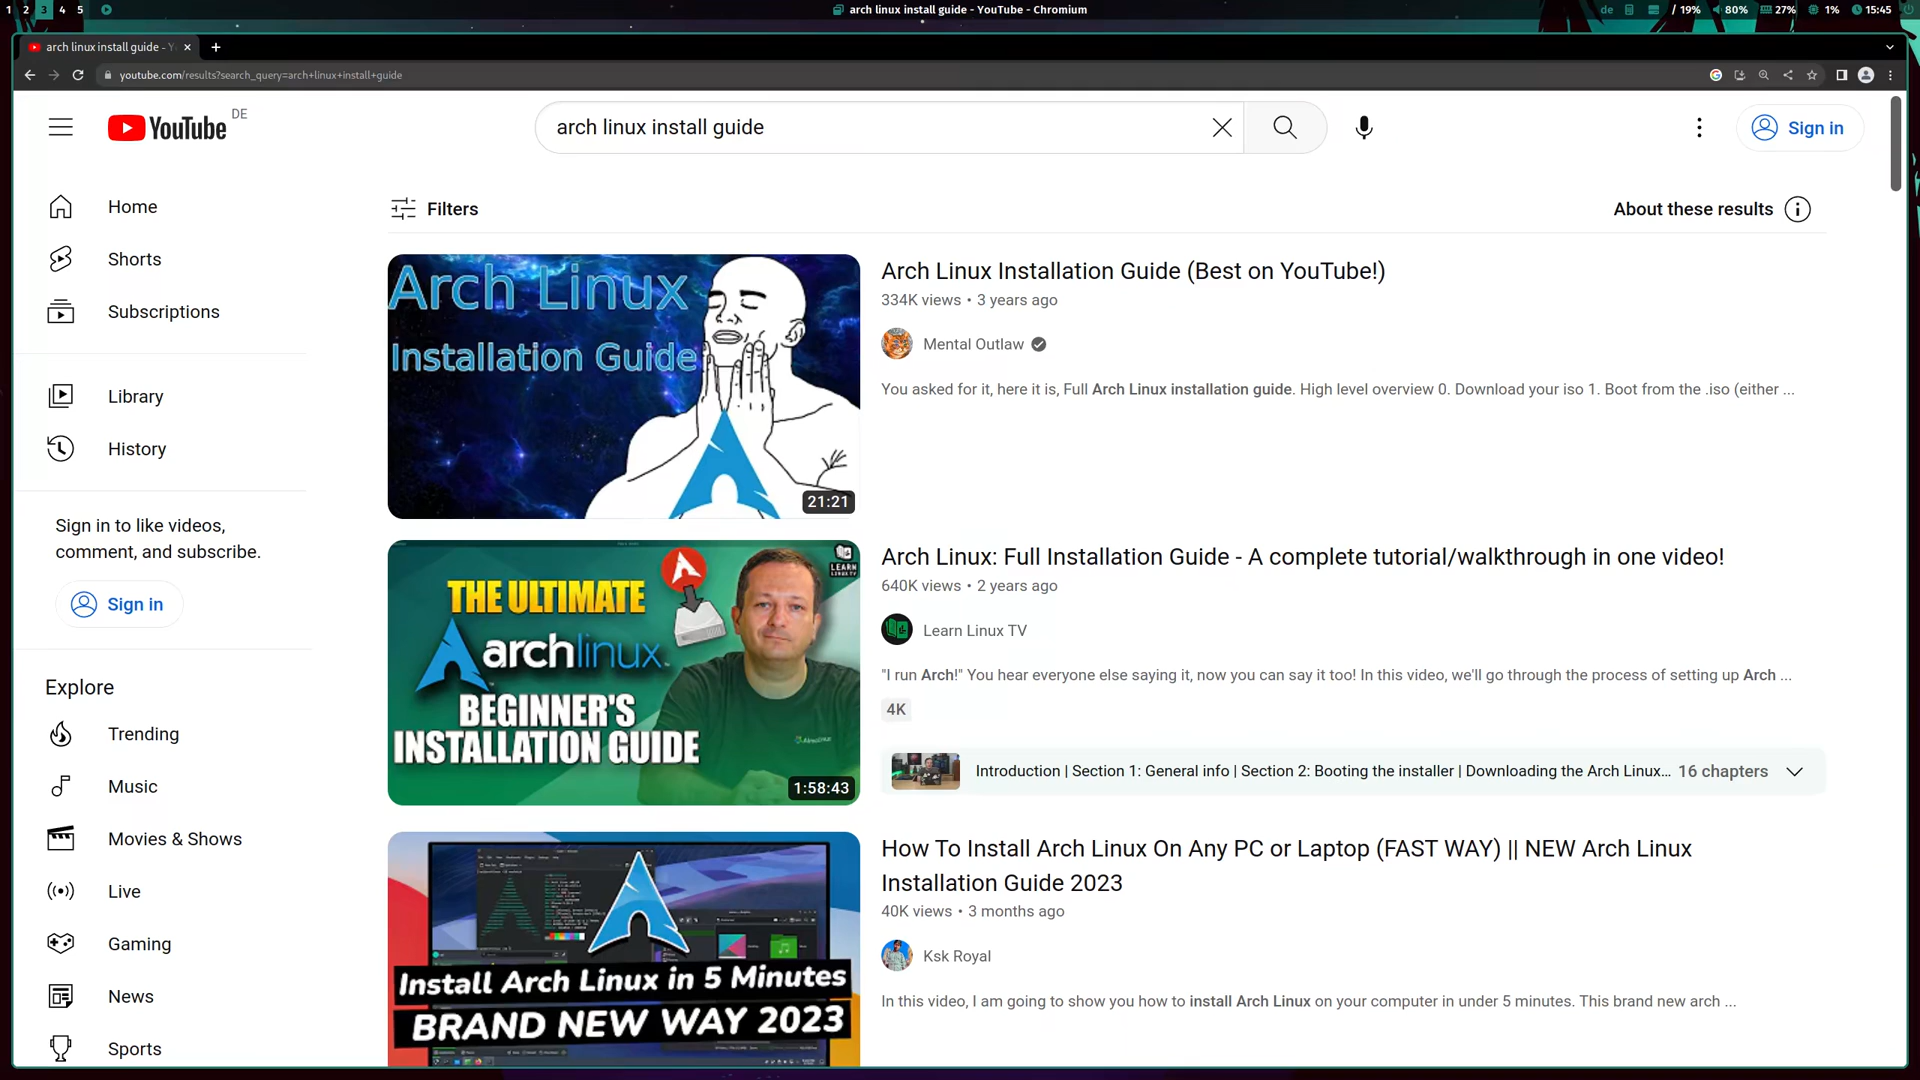 1 2 3 4 5
arch linux install guide - YouTube - Chromium
de / 19% 80% 27% 1% 15:45
arch linux install guide - Y
youtube.com/results?search_query=arch+linux+install+guide
YouTube DE
arch linux install guide
Sign in
Home
Shorts
Subscriptions
Library
History
Sign in to like videos,
comment, and subscribe.
Sign in
Explore
Trending
Music
Movies & Shows
Live
Gaming
News
Sports
Filters
About these results
Arch Linux
Installation Guide
21:21
Arch Linux Installation Guide (Best on YouTube!)
334K views • 3 years ago
Mental Outlaw
You asked for it, here it is, Full Arch Linux installation guide. High level overview 0. Download your iso 1. Boot from the .iso (either ...
LEARN
LINUX TV
THE ULTIMATE
archlinux
BEGINNER'S
INSTALLATION GUIDE
1:58:43
Arch Linux: Full Installation Guide - A complete tutorial/walkthrough in one video!
640K views • 2 years ago
Learn Linux TV
"I run Arch!" You hear everyone else saying it, now you can say it too! In this video, we'll go through the process of setting up Arch ...
4K
Introduction | Section 1: General info | Section 2: Booting the installer | Downloading the Arch Linux... 16 chapters
Install Arch Linux in 5 Minutes
BRAND NEW WAY 2023
How To Install Arch Linux On Any PC or Laptop (FAST WAY) || NEW Arch Linux
Installation Guide 2023
40K views • 3 months ago
Ksk Royal
In this video, I am going to show you how to install Arch Linux on your computer in under 5 minutes. This brand new arch ...